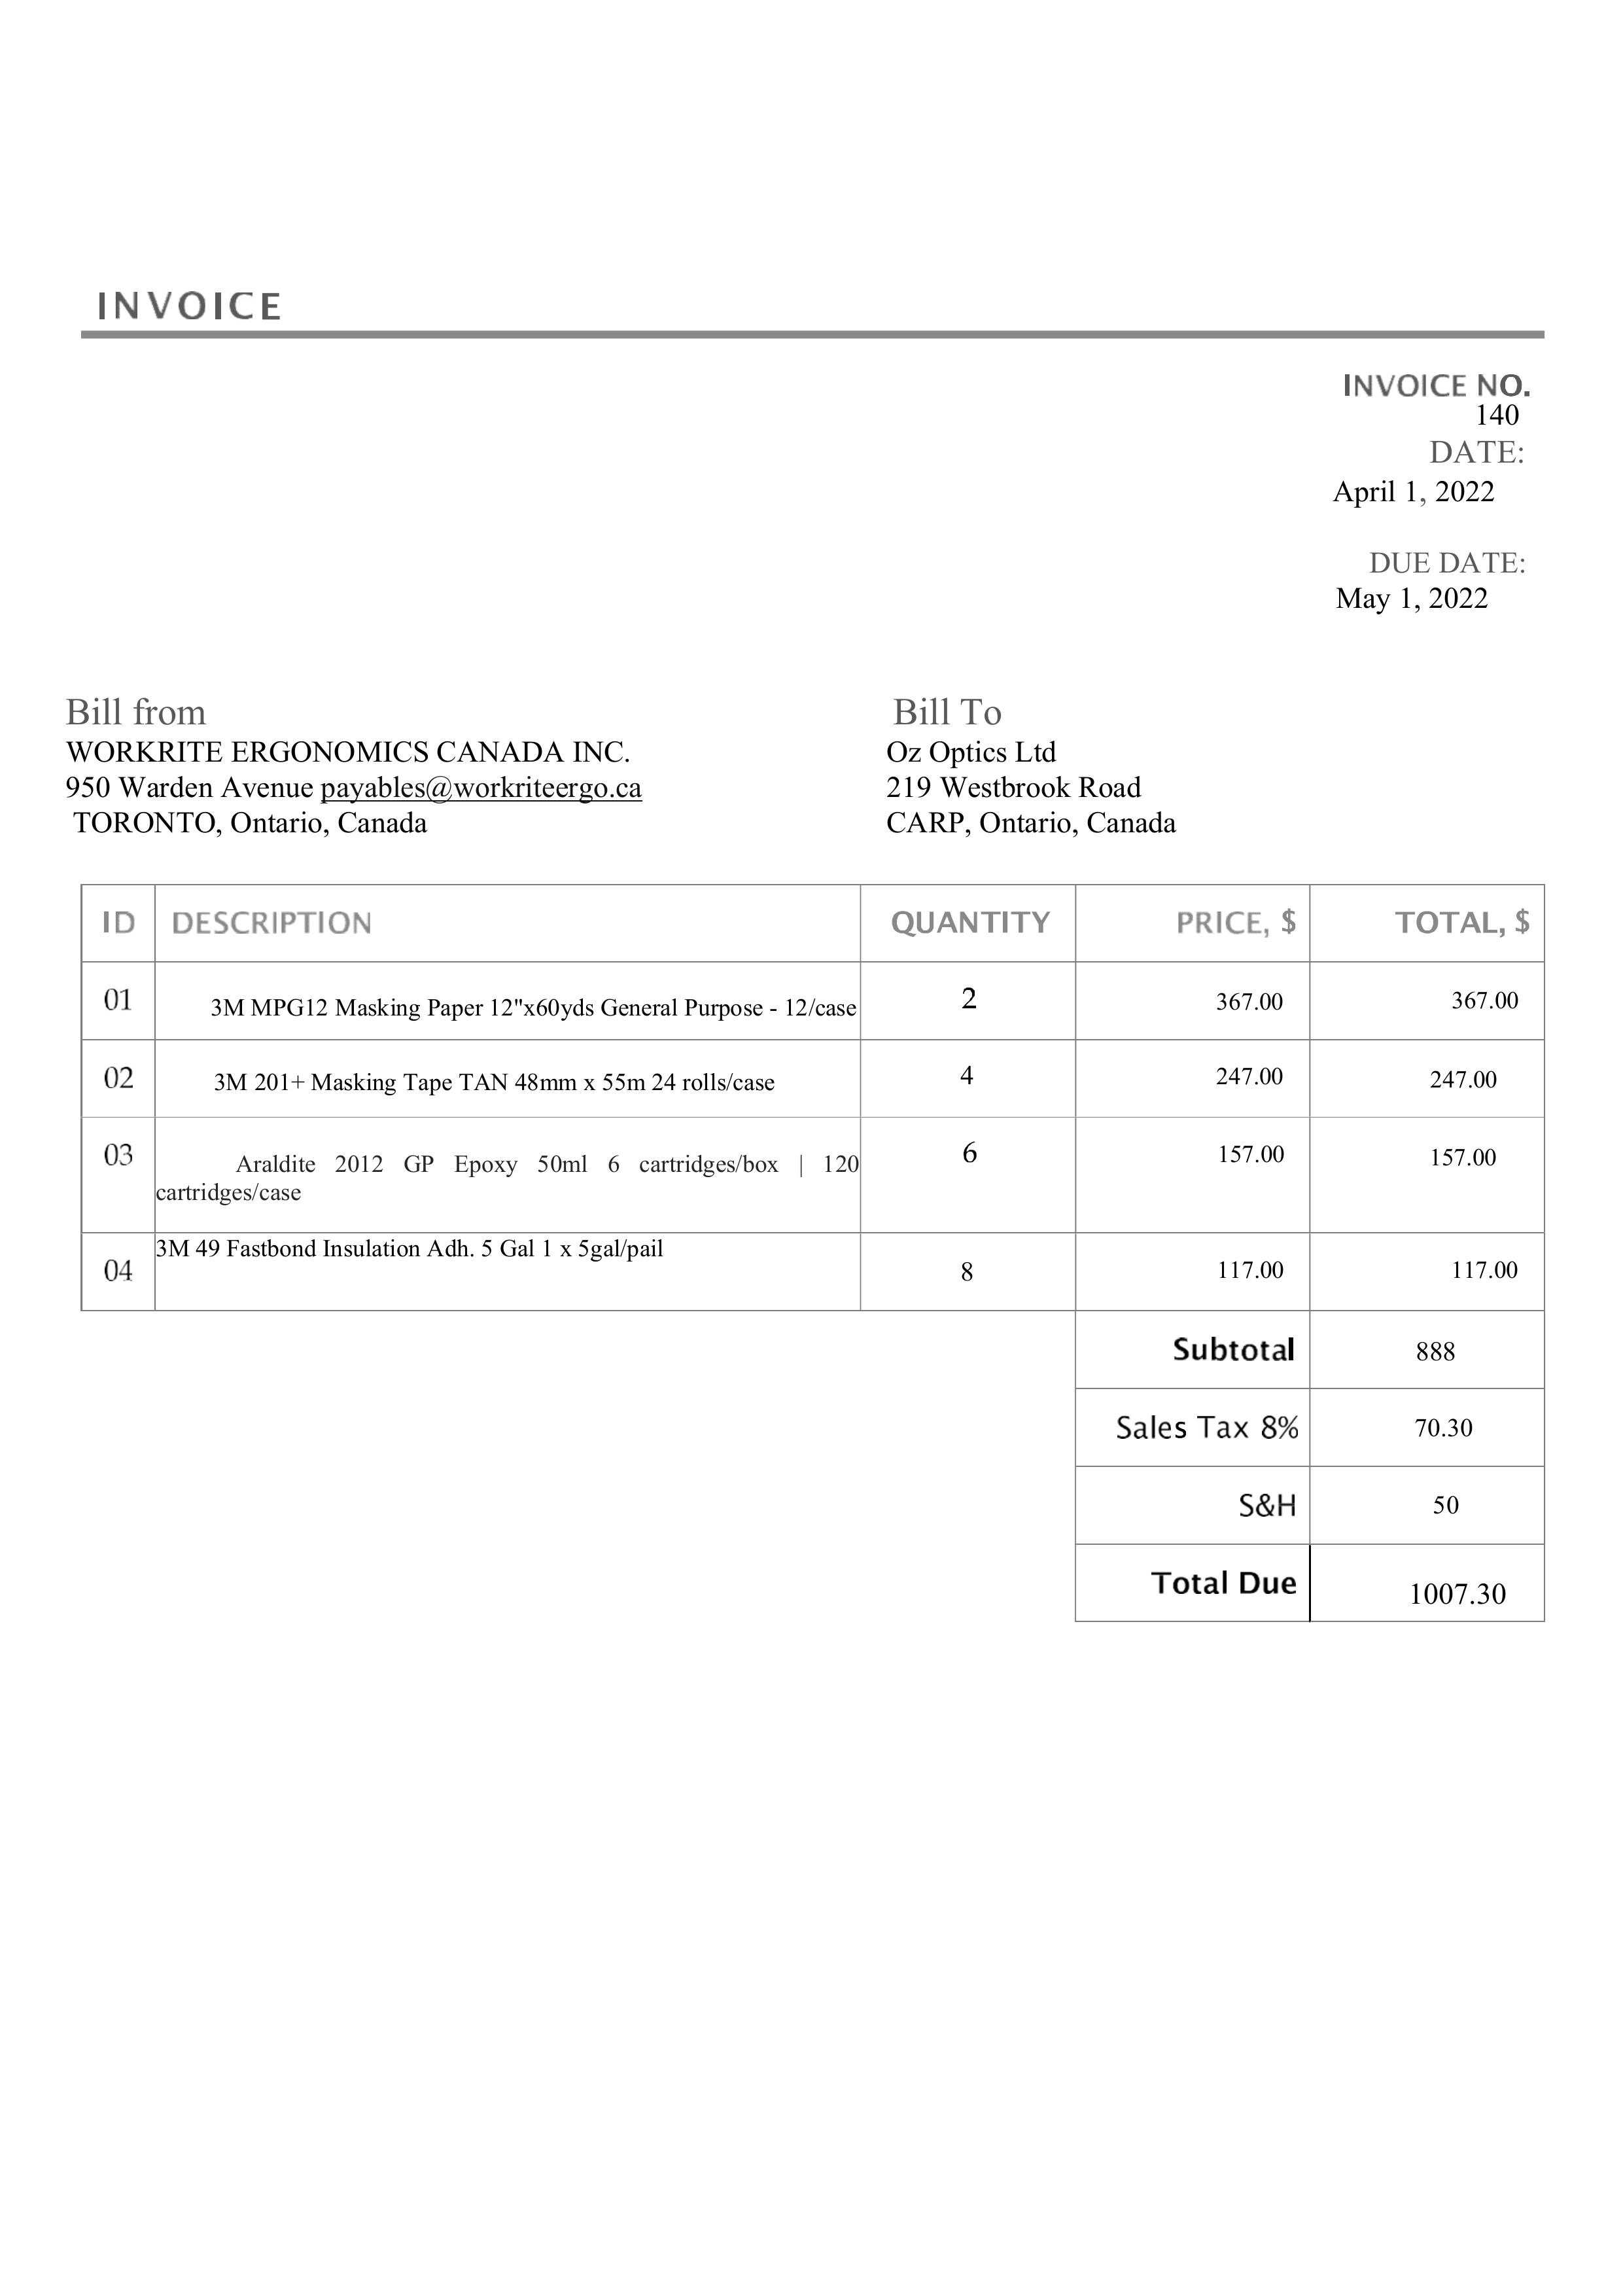 INVOICE
INVOICE NO.
140
DATE:
April 1, 2022
DUE DATE:
May 1, 2022
Bill from
WORKRITE ERGONOMICS CANADA INC.
950 Warden Avenue payables@workriteergo.ca
TORONTO, Ontario, Canada
Bill To
Oz Optics Ltd
219 Westbrook Road
CARP, Ontario, Canada
ID DESCRIPTION QUANTITY PRICE, $ TOTAL, $
01 3M MPG12 Masking Paper 12"x60yds General Purpose - 12/case 2 367.00 367.00
02 3M 201+ Masking Tape TAN 48mm x 55m 24 rolls/case 4 247.00 247.00
03 Araldite 2012 GP Epoxy 50ml 6 cartridges/box | 120 6 157.00 157.00
cartridges/case
04 3M 49 Fastbond Insulation Adh. 5 Gal 1 x 5gal/pail 8 117.00 117.00
Subtotal 888
Sales Tax 8% 70.30
S&H 50
Total Due 1007.30